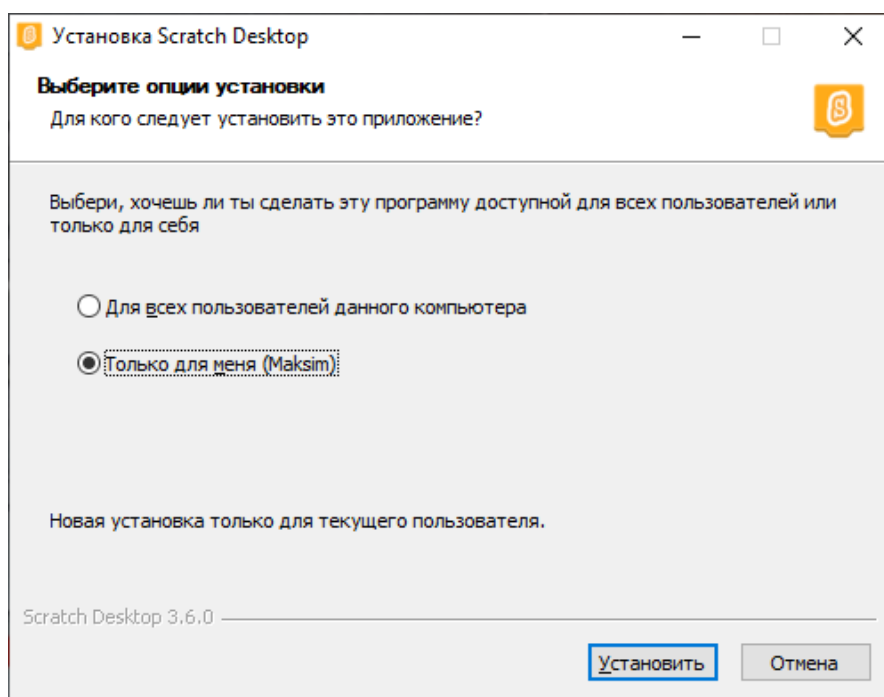 Установка Scratch Desktop
Выберите опции установки
Для кого следует установить это приложение?
Выбери, хочешь ли ты сделать эту программу доступной для всех пользователей или
только для себя
Для всех пользователей данного компьютера
Только для меня (Maksim)
Новая установка только для текущего пользователя.
Scratch Desktop 3.6.0
Установить
Отмена